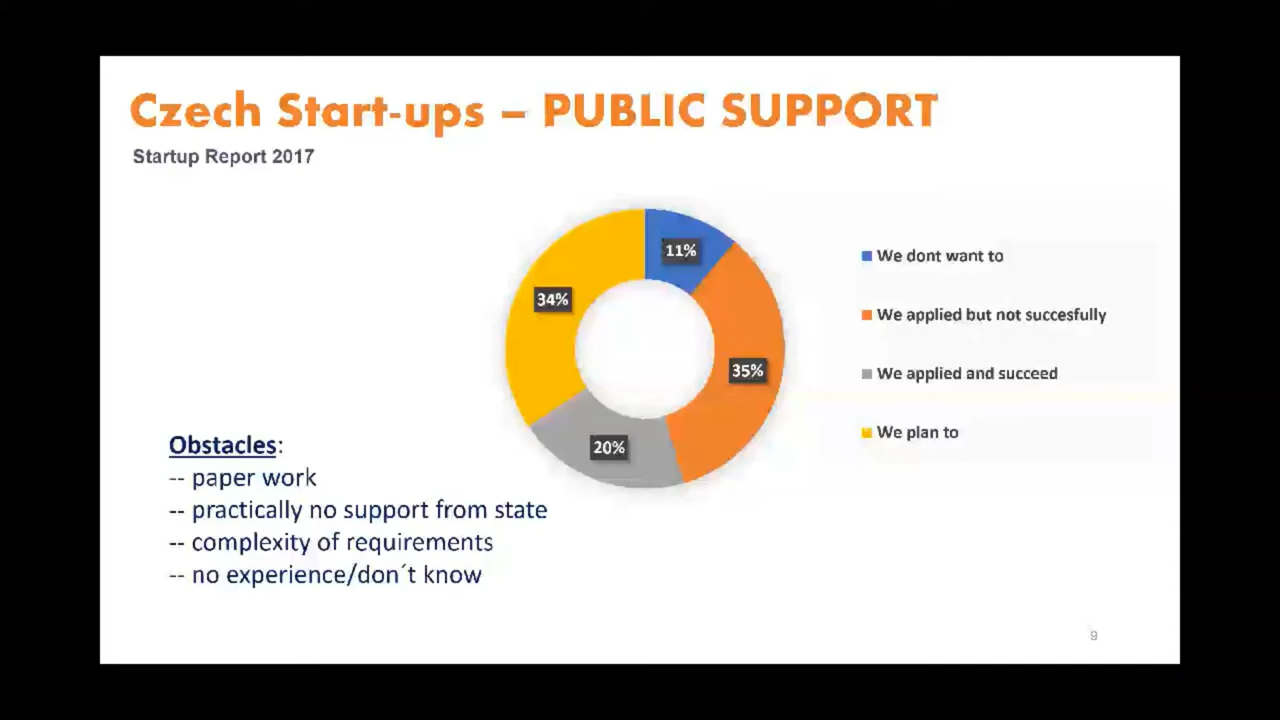 Czech Start-ups – PUBLIC SUPPORT
Startup Report 2017
11%
34%
35%
20%
We dont want to
We applied but not succesfully
We applied and succeed
We plan to
Obstacles:
-- paper work
-- practically no support from state
-- complexity of requirements
-- no experience/don´t know
9